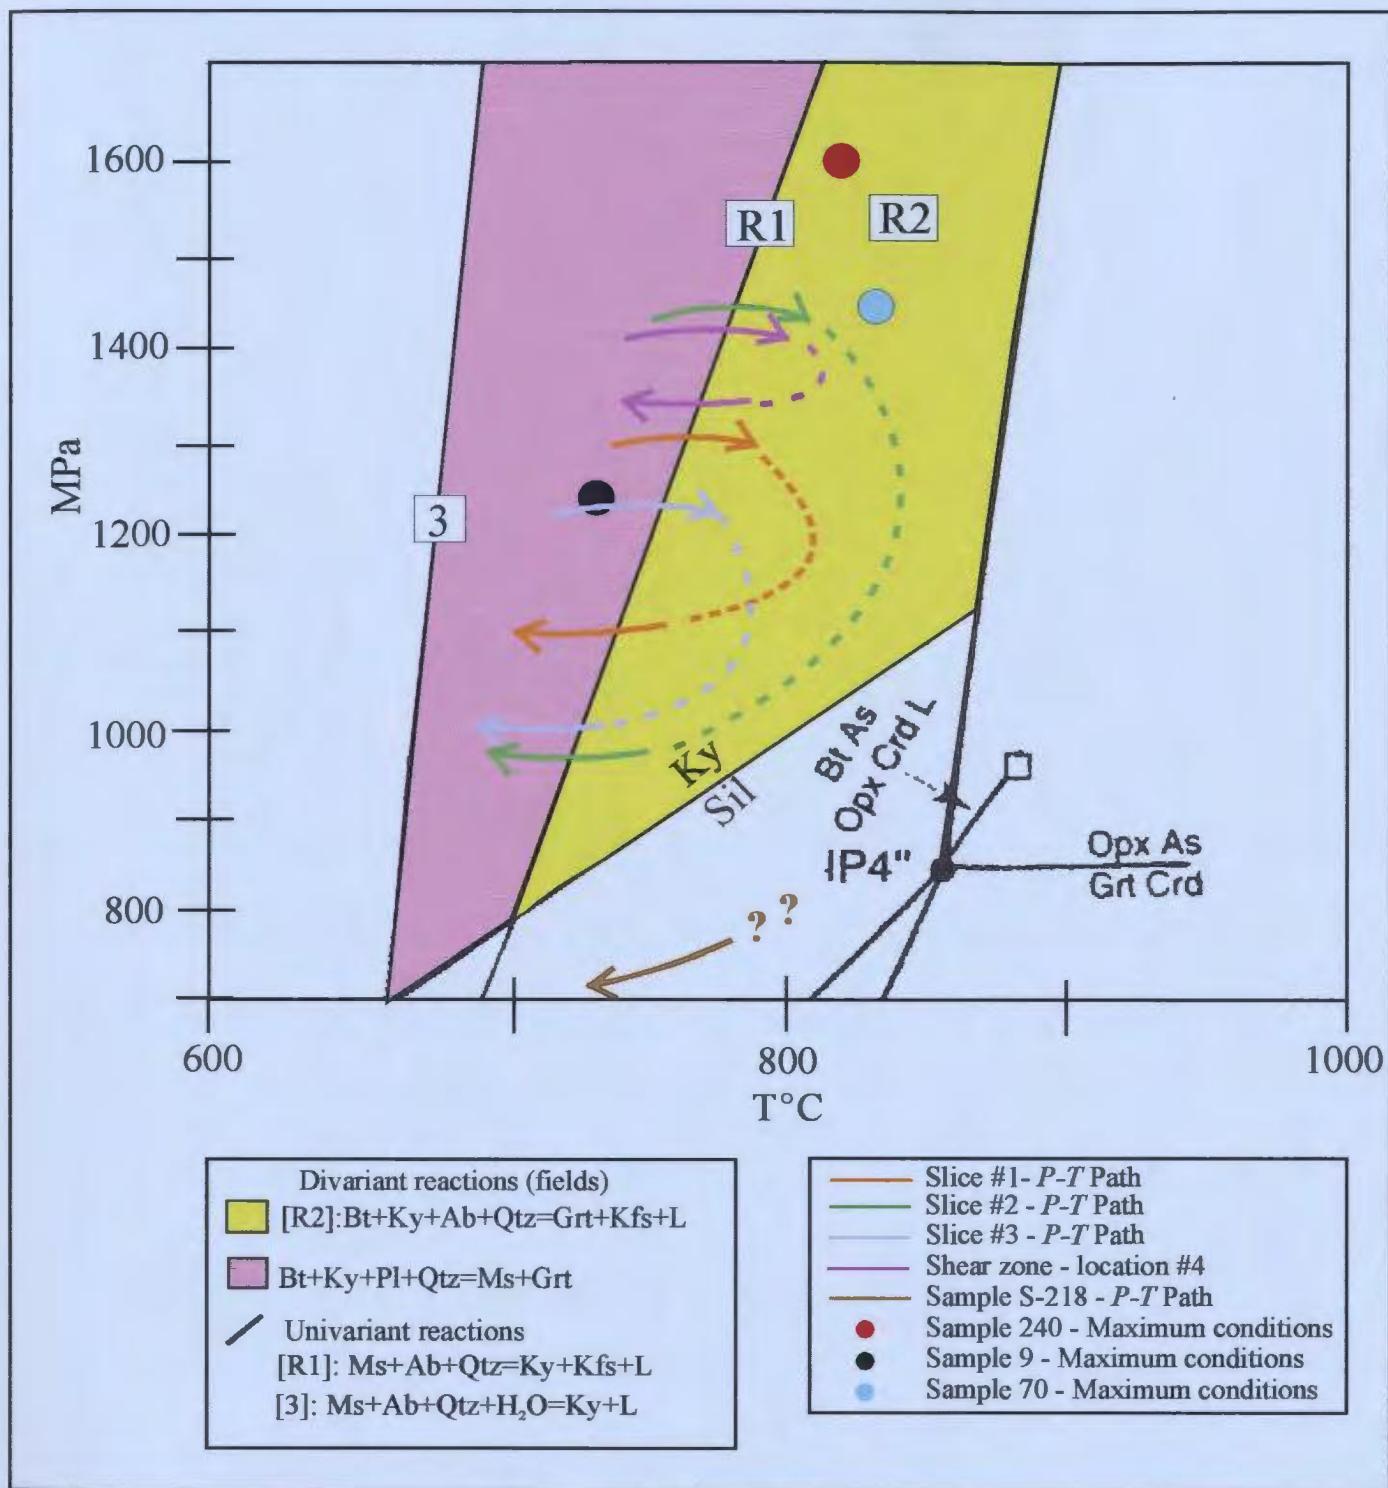 1600
R1
R2
1400
MPa
3
1200
1000
Ky
Sil
Bt As
Opx Crd L
IP4"
Opx As
Grt Crd
800
? ?
600
800
1000
T°C
Divariant reactions (fields)
[R2]:Bt+Ky+Ab+Qtz=Grt+Kfs+L
Bt+Ky+Pl+Qtz=Ms+Grt
Univariant reactions
[R1]: Ms+Ab+Qtz=Ky+Kfs+L
[3]: Ms+Ab+Qtz+H₂O=Ky+L
Slice #1- P-T Path
Slice #2 - P-T Path
Slice #3 - P-T Path
Shear zone - location #4
Sample S-218 - P-T Path
Sample 240 - Maximum conditions
Sample 9 - Maximum conditions
Sample 70 - Maximum conditions